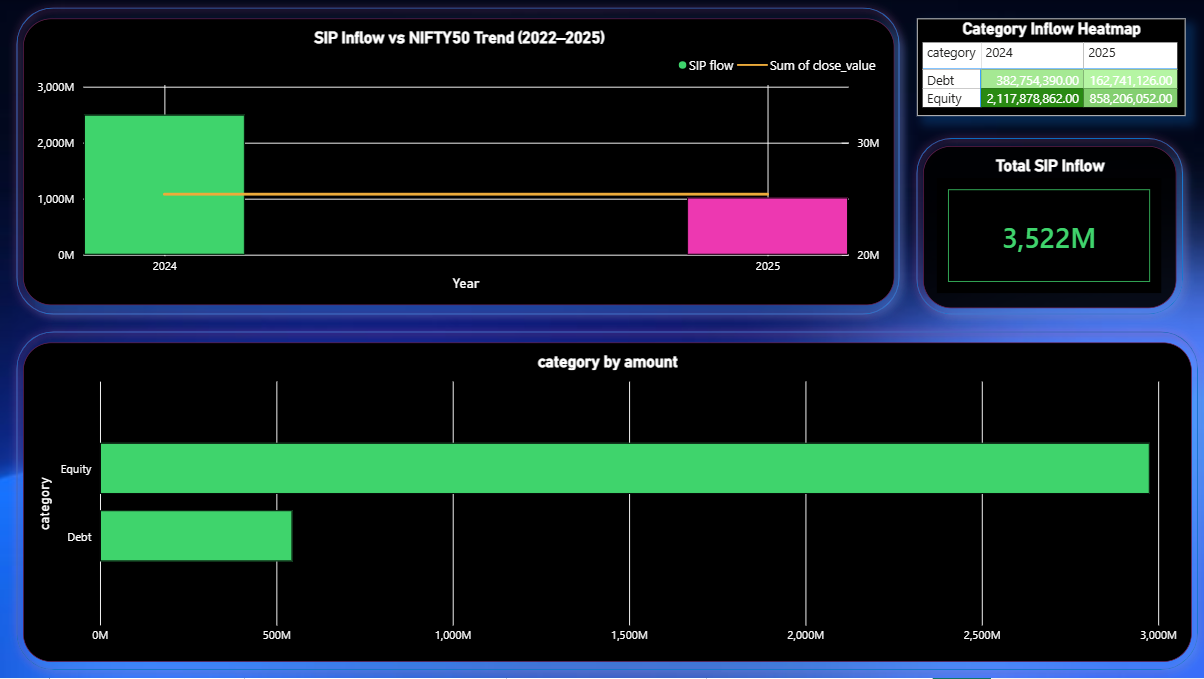 SIP Inflow vs NIFTY50 Trend (2022–2025)
SIP flow Sum of close_value
3,000M
2,000M
1,000M
0M
30M
20M
2024 2025
Year
Category Inflow Heatmap
category 2024 2025
Debt 382,754,390.00 162,741,126.00
Equity 2,117,878,862.00 858,206,052.00
Total SIP Inflow
3,522M
category by amount
category
Equity
Debt
0M 500M 1,000M 1,500M 2,000M 2,500M 3,000M